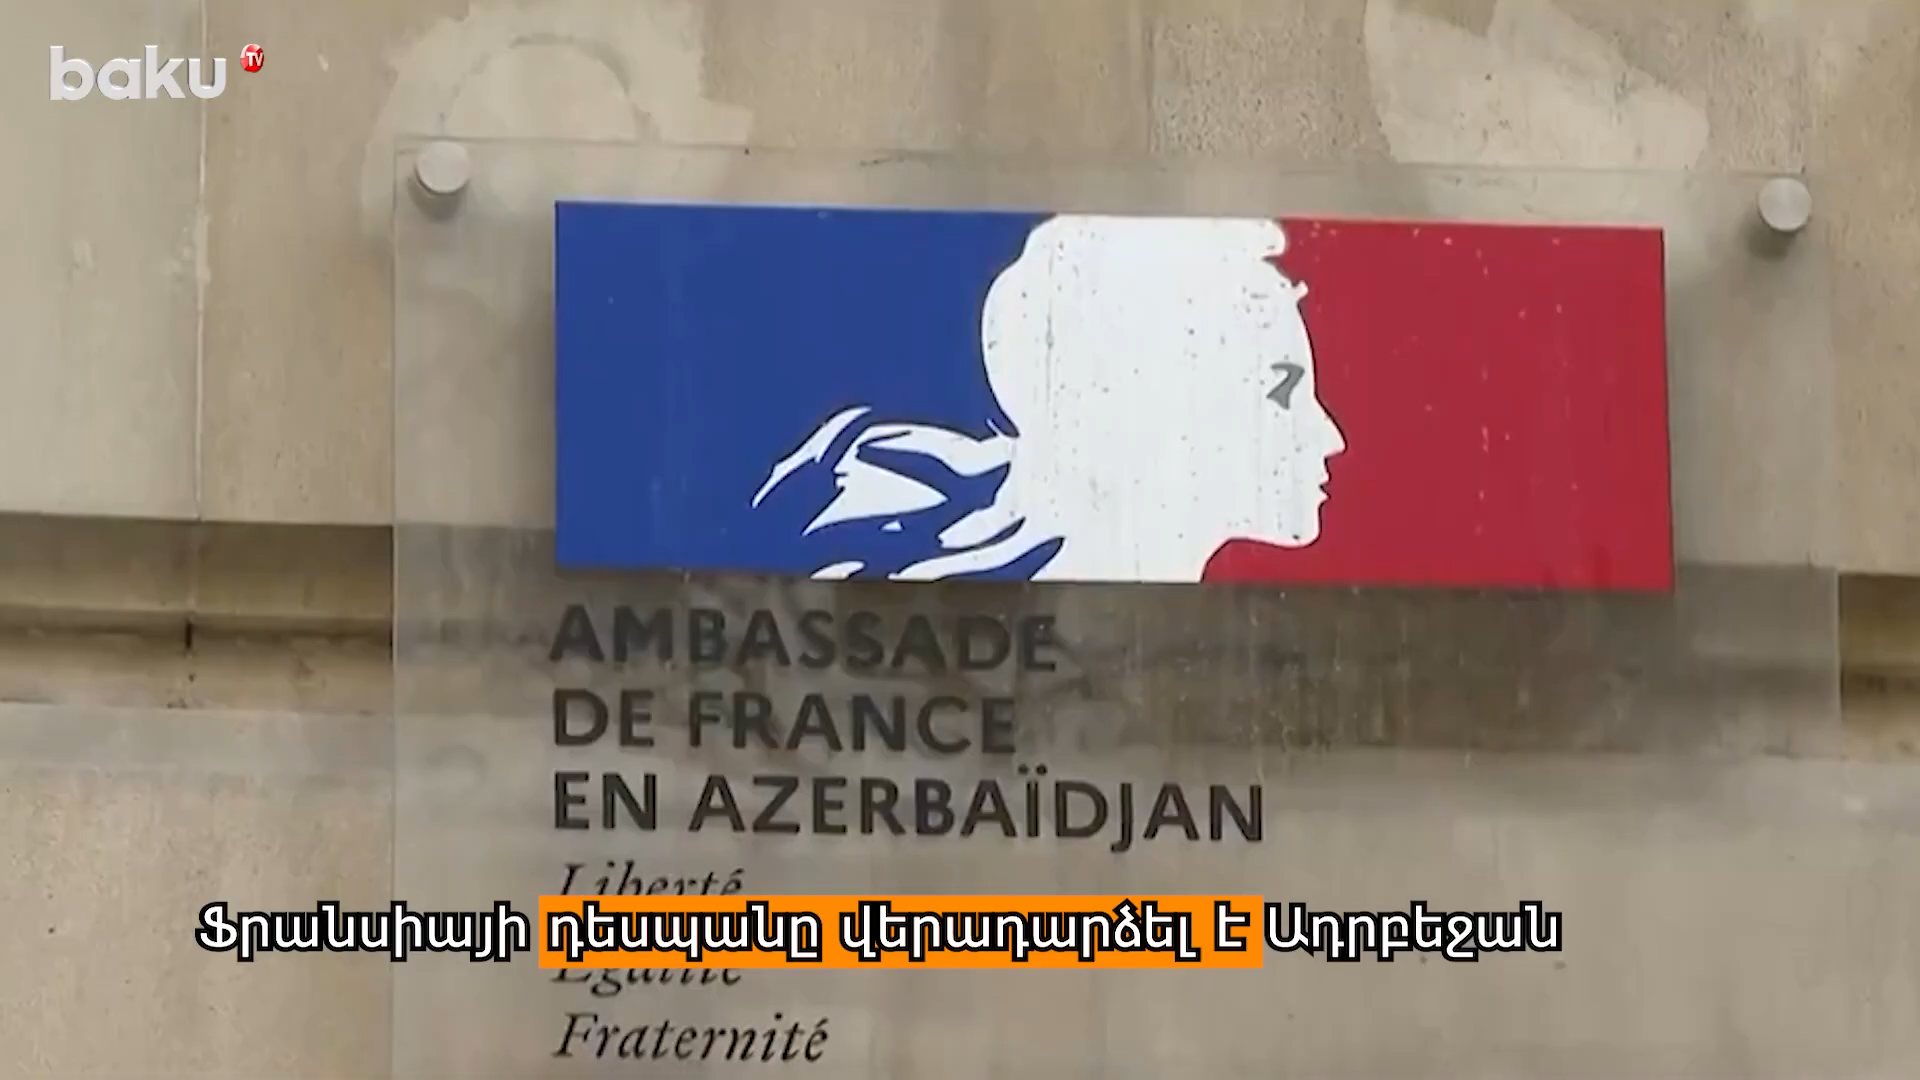 baku TV
AMBASSADE
DE FRANCE
EN AZERBAÏDJAN
Liberté
Ֆրանսիայի դեսպանը վերադարձել է Ադրբեջան
Égalité
Fraternité